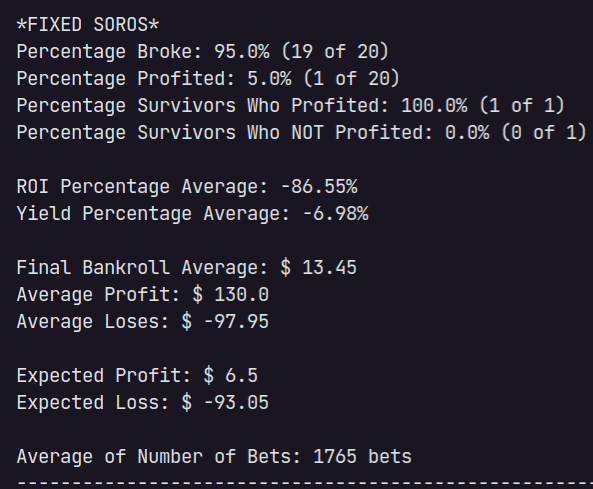 *FIXED SOROS*
Percentage Broke: 95.0% (19 of 20)
Percentage Profited: 5.0% (1 of 20)
Percentage Survivors Who Profited: 100.0% (1 of 1)
Percentage Survivors Who NOT Profited: 0.0% (0 of 1)
ROI Percentage Average: -86.55%
Yield Percentage Average: -6.98%
Final Bankroll Average: $ 13.45
Average Profit: $ 130.0
Average Loses: $ -97.95
Expected Profit: $ 6.5
Expected Loss: $ -93.05
Average of Number of Bets: 1765 bets